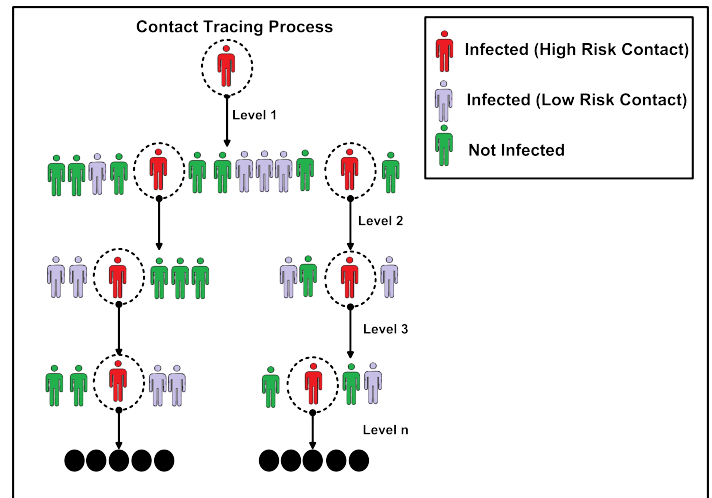 Contact Tracing Process
Infected (High Risk Contact)
Infected (Low Risk Contact)
Not Infected
Level 1
Level 2
Level 3
Level n